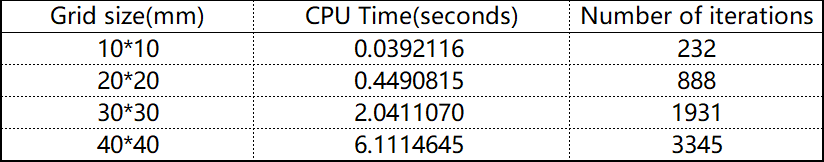 Grid size(mm) CPU Time(seconds) Number of iterations
10*10 0.0392116 232
20*20 0.4490815 888
30*30 2.0411070 1931
40*40 6.1114645 3345